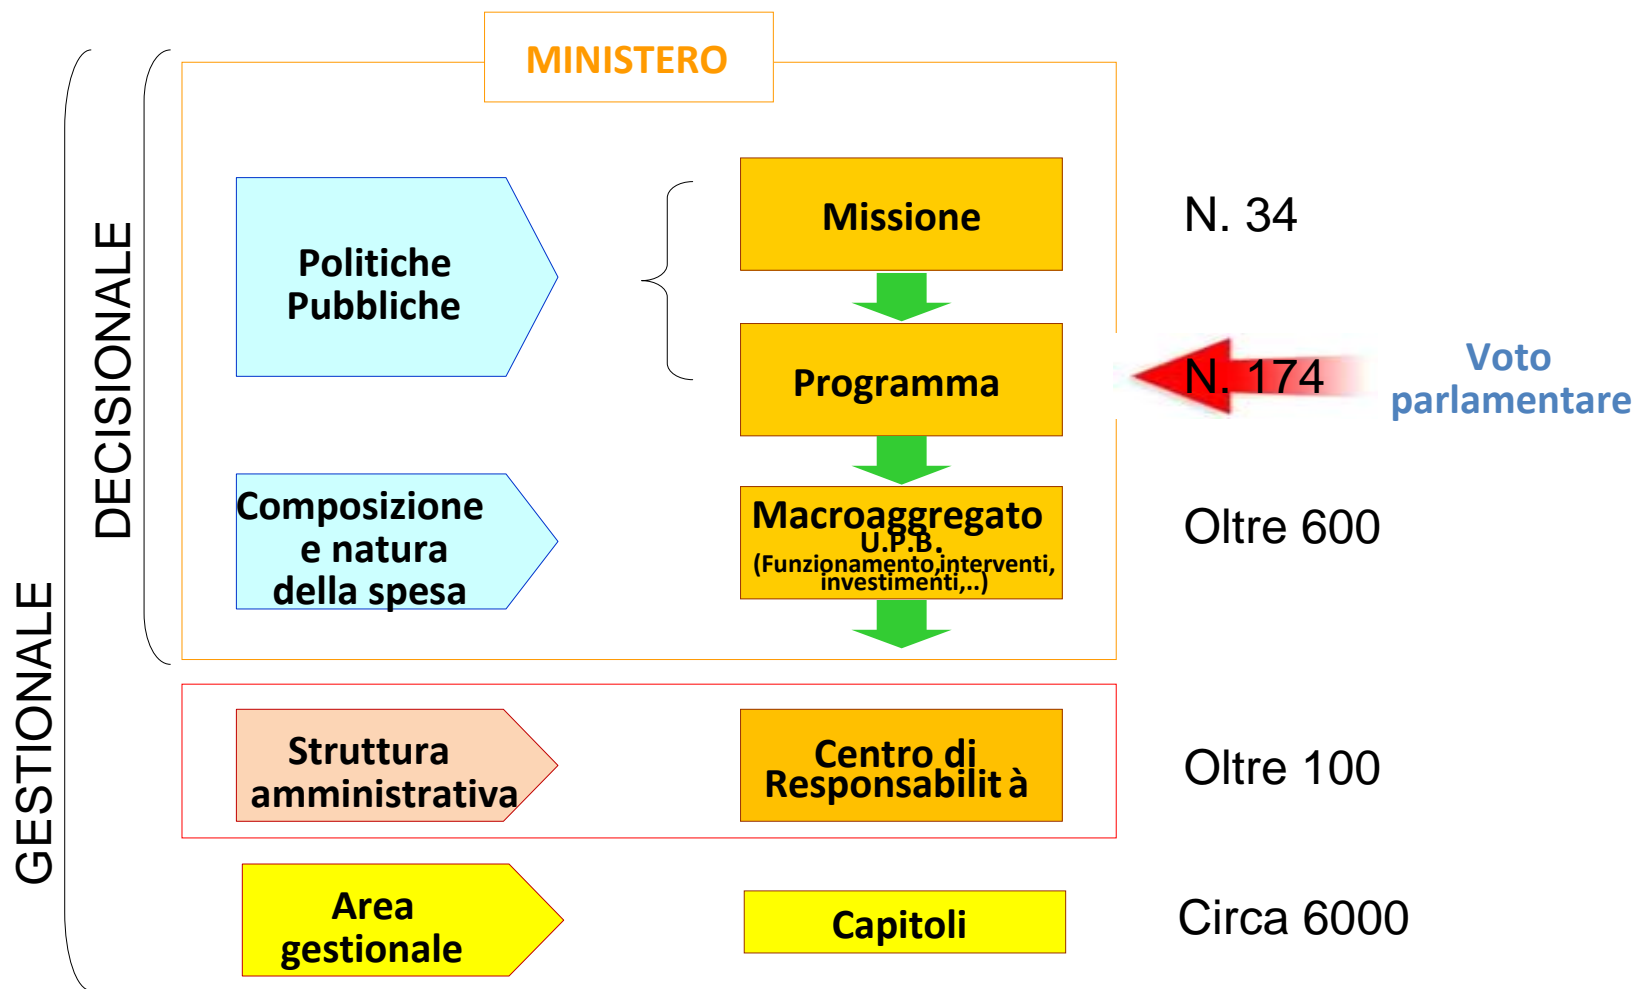 MINISTERO
DECISIONALE
GESTIONALE
Politiche
Pubbliche
Missione
N. 34
Programma
N. 174
Voto
parlamentare
Composizione
e natura
della spesa
Macroaggregato
U.P.B.
(Funzionamento,interventi,
investimenti,..)
Oltre 600
Struttura
amministrativa
Centro di
Responsabilit à
Oltre 100
Area
gestionale
Capitoli
Circa 6000